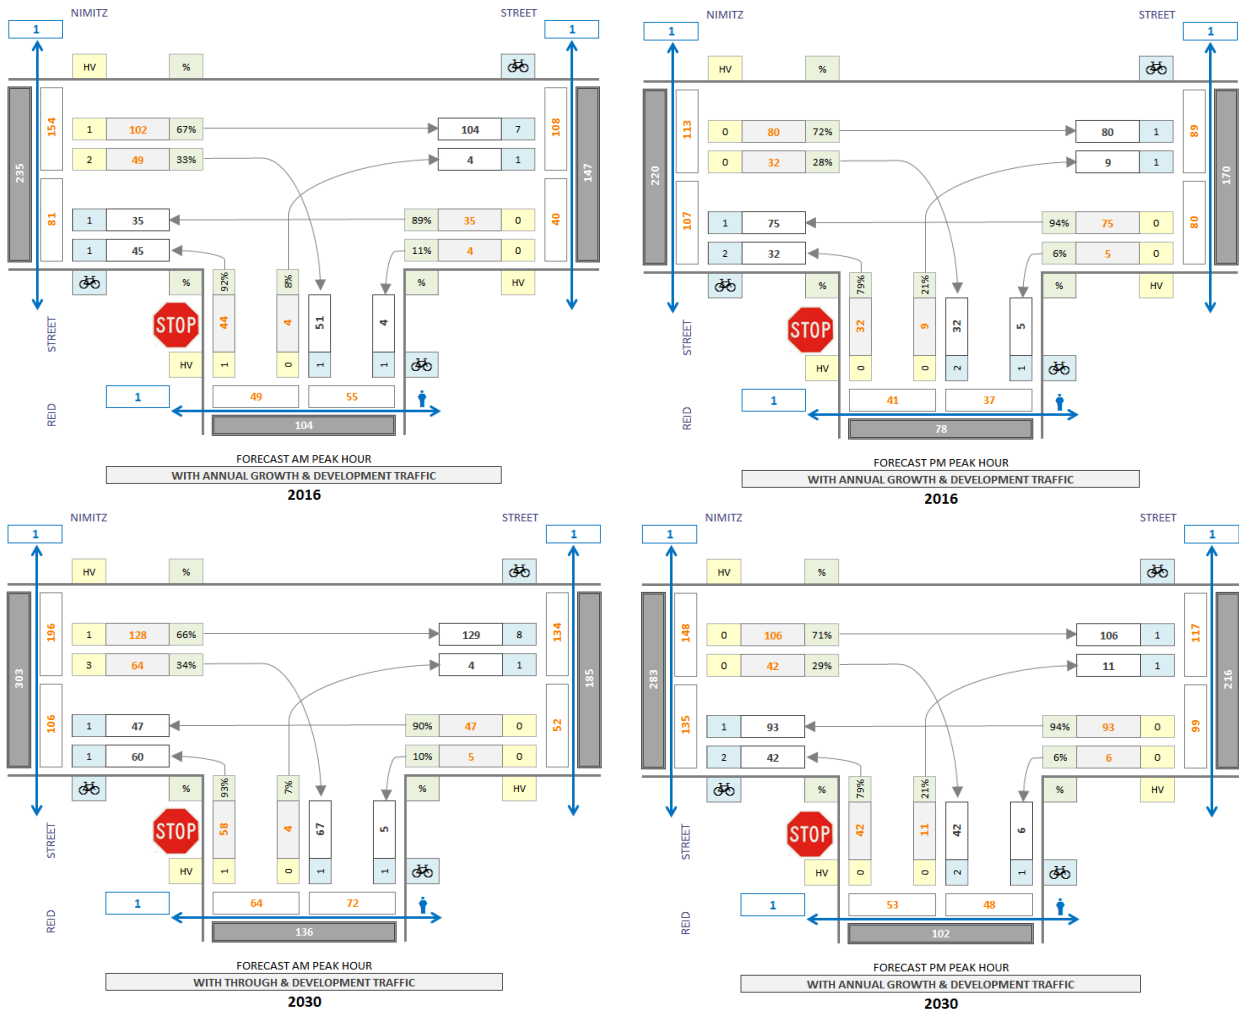 NIMITZ STREET
1 1
HV %
154 108
1 102 67% 104 7
2 49 33% 4 1
235 147
81 40
1 35 89% 35 0
1 45 11% 4 0
% 92% 8% % HV
STOP 44 4 51 4
STREET
HV 1 0 1 1
REID
1 49 55
104
FORECAST AM PEAK HOUR
WITH ANNUAL GROWTH & DEVELOPMENT TRAFFIC
2016
NIMITZ STREET
1 1
HV %
113 89
0 80 72% 80 1
0 32 28% 9 1
220 170
107 80
1 75 94% 75 0
2 32 6% 5 0
% 79% 21% % HV
STOP 32 9 32 5
STREET
HV 0 0 2 1
REID
1 41 37
78
FORECAST PM PEAK HOUR
WITH ANNUAL GROWTH & DEVELOPMENT TRAFFIC
2016
NIMITZ STREET
1 1
HV %
196 134
1 128 66% 129 8
3 64 34% 4 1
303 185
106 52
1 47 90% 47 0
1 60 10% 5 0
% 93% 7% % HV
STOP 58 4 67 5
STREET
HV 1 0 1 1
REID
1 64 72
136
FORECAST AM PEAK HOUR
WITH THROUGH & DEVELOPMENT TRAFFIC
2030
NIMITZ STREET
1 1
HV %
148 117
0 106 71% 106 1
0 42 29% 11 1
283 216
135 99
1 93 94% 93 0
2 42 6% 6 0
% 79% 21% % HV
STOP 42 11 42 6
STREET
HV 0 0 2 1
REID
1 53 48
102
FORECAST PM PEAK HOUR
WITH ANNUAL GROWTH & DEVELOPMENT TRAFFIC
2030